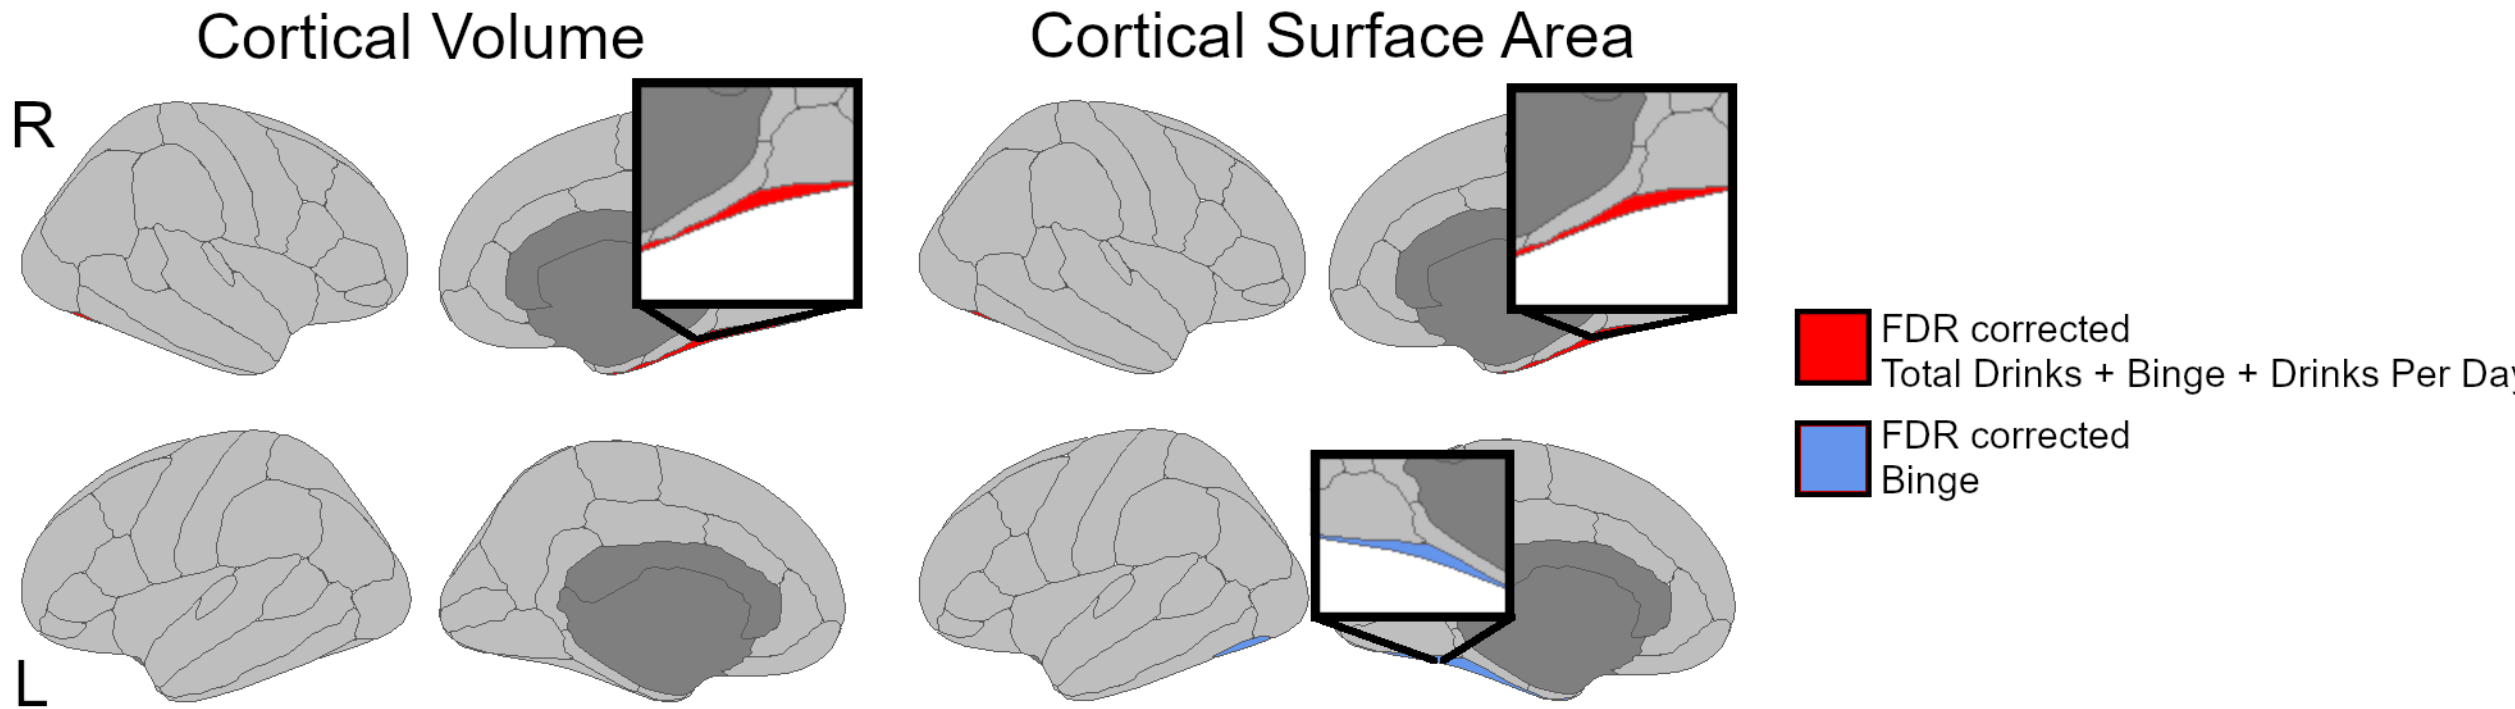 Cortical Volume
Cortical Surface Area
R
FDR corrected
Total Drinks + Binge + Drinks Per Day
FDR corrected
Binge
L